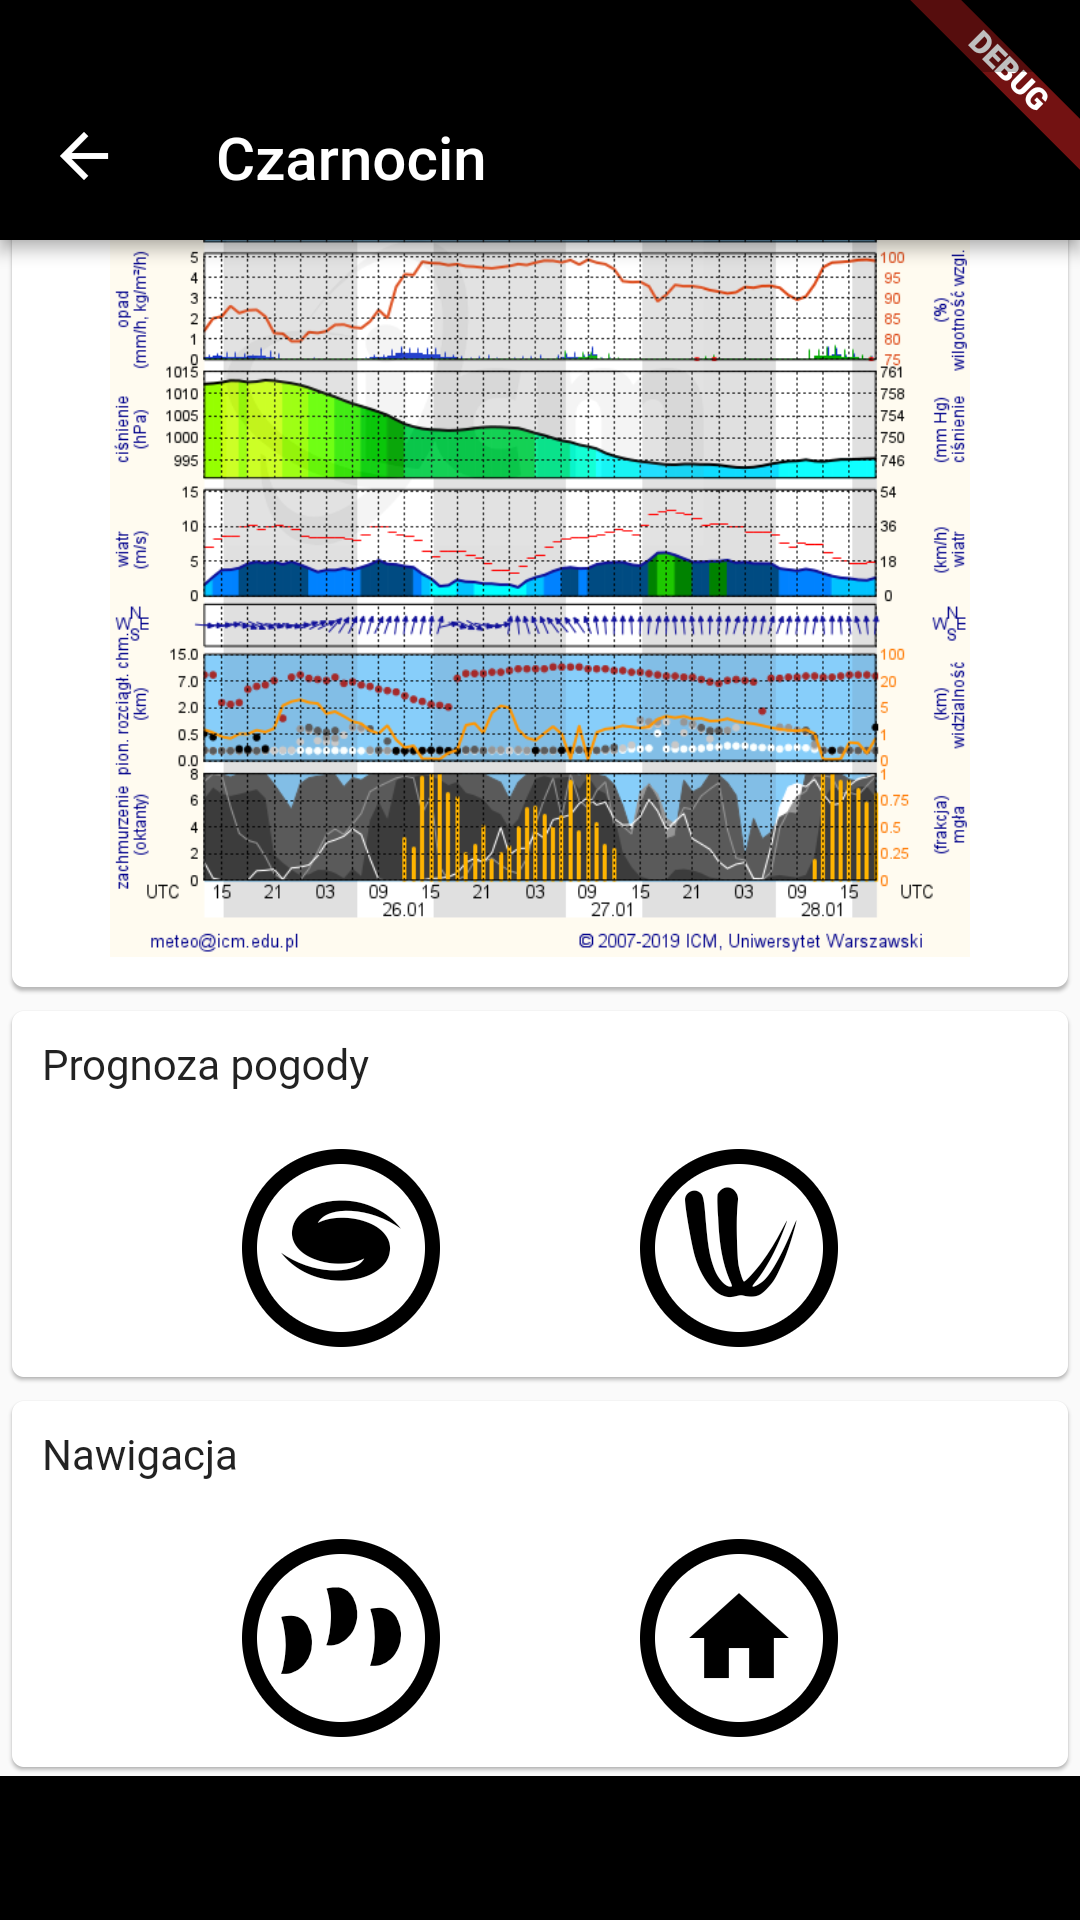 DEBUG
Czarnocin
opad
(mm/h, kg/m²/h)
5
4
3
2
1
0
100
95
90
85
80
75
(%)
wilgotność wzgl.
ciśnienie
(hPa)
1015
1010
1005
1000
995
761
758
754
750
746
(mm Hg)
ciśnienie
wiatr
(m/s)
15
10
5
0
54
36
18
0
(km/h)
wiatr
N
W E
S
N
W E
S
pion. rozciągł. chm.
(km)
15.0
7.0
2.0
0.5
0.0
100
20
5
1
0
(km)
widzialność
zachmurzenie
(oktanty)
8
6
4
2
0
1
0.75
0.5
0.25
0
(frakcja)
mgła
UTC 15 21 03 09 15 21 03 09 15 21 03 09 15 UTC
26.01 27.01 28.01
meteo@icm.edu.pl © 2007-2019 ICM, Uniwersytet Warszawski
Prognoza pogody
Nawigacja